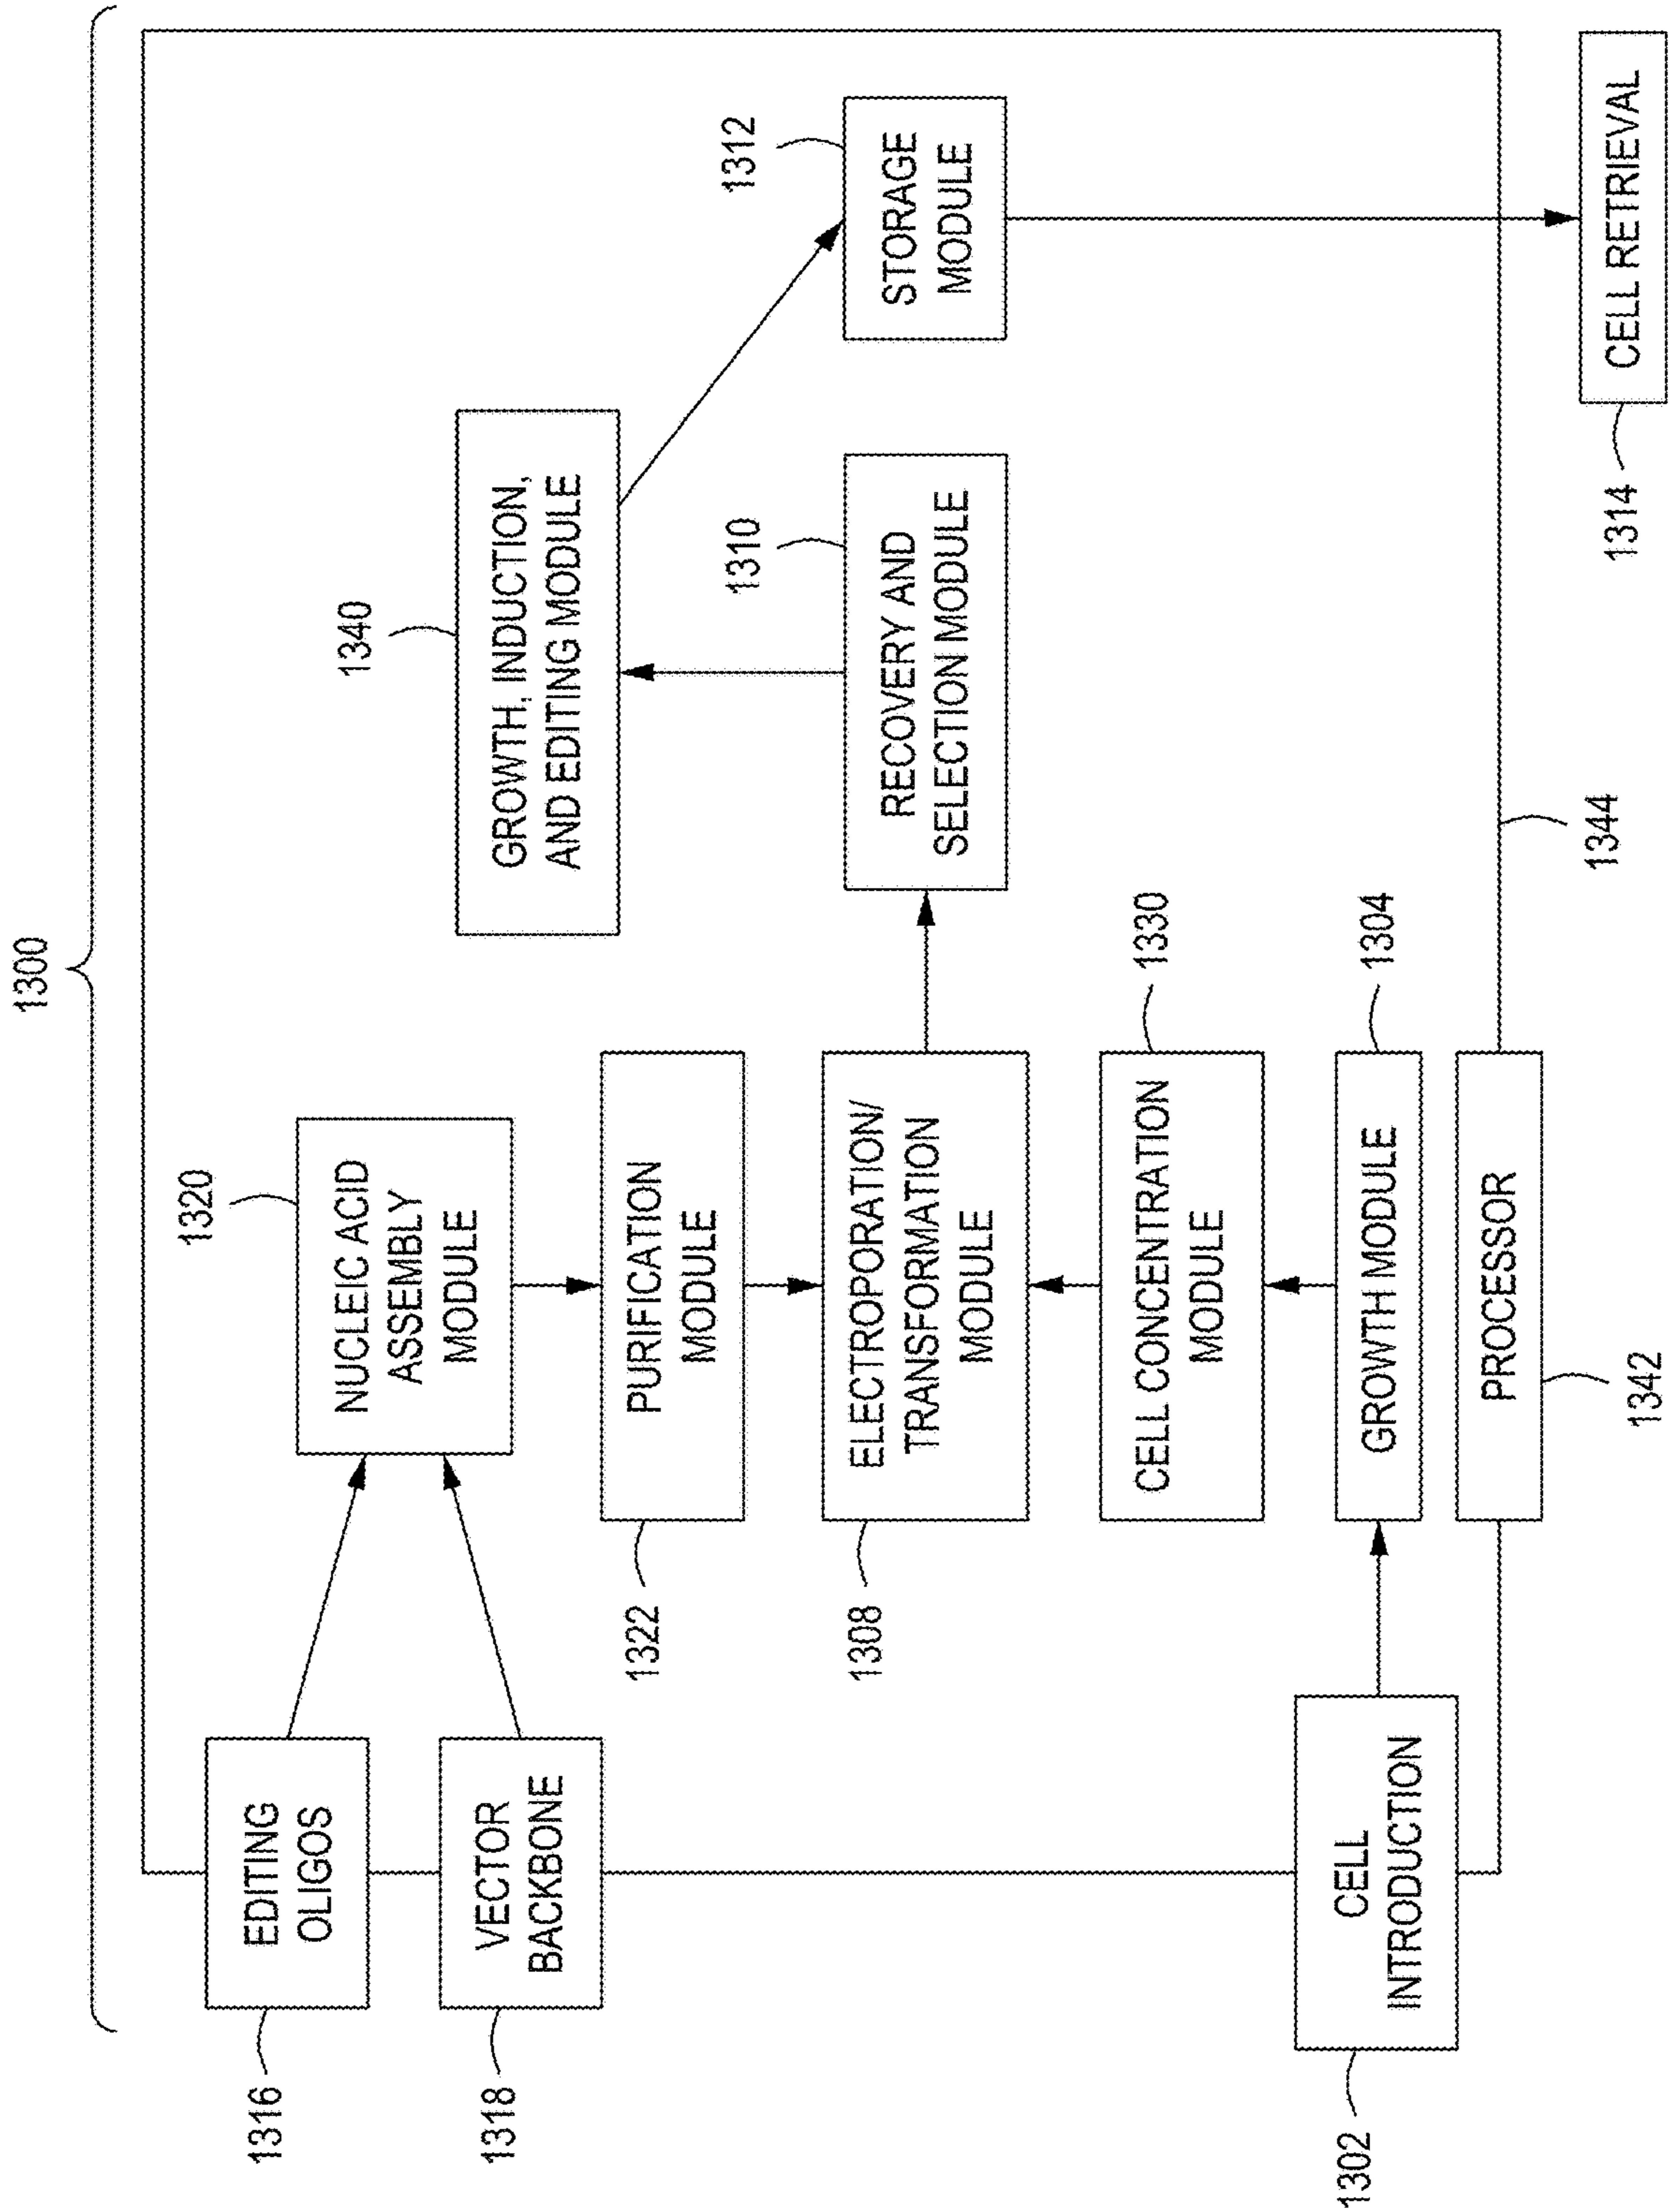 1300
1316
EDITING
OLIGOS
1318
VECTOR
BACKBONE
1302
CELL
INTRODUCTION
1320
NUCLEIC ACID
ASSEMBLY
MODULE
1322
PURIFICATION
MODULE
1308
ELECTROPORATION/
TRANSFORMATION
MODULE
CELL CONCENTRATION
MODULE
1330
GROWTH MODULE
1304
PROCESSOR
1342
1344
1340
GROWTH, INDUCTION,
AND EDITING MODULE
1310
RECOVERY AND
SELECTION MODULE
1312
STORAGE
MODULE
1314
CELL RETRIEVAL